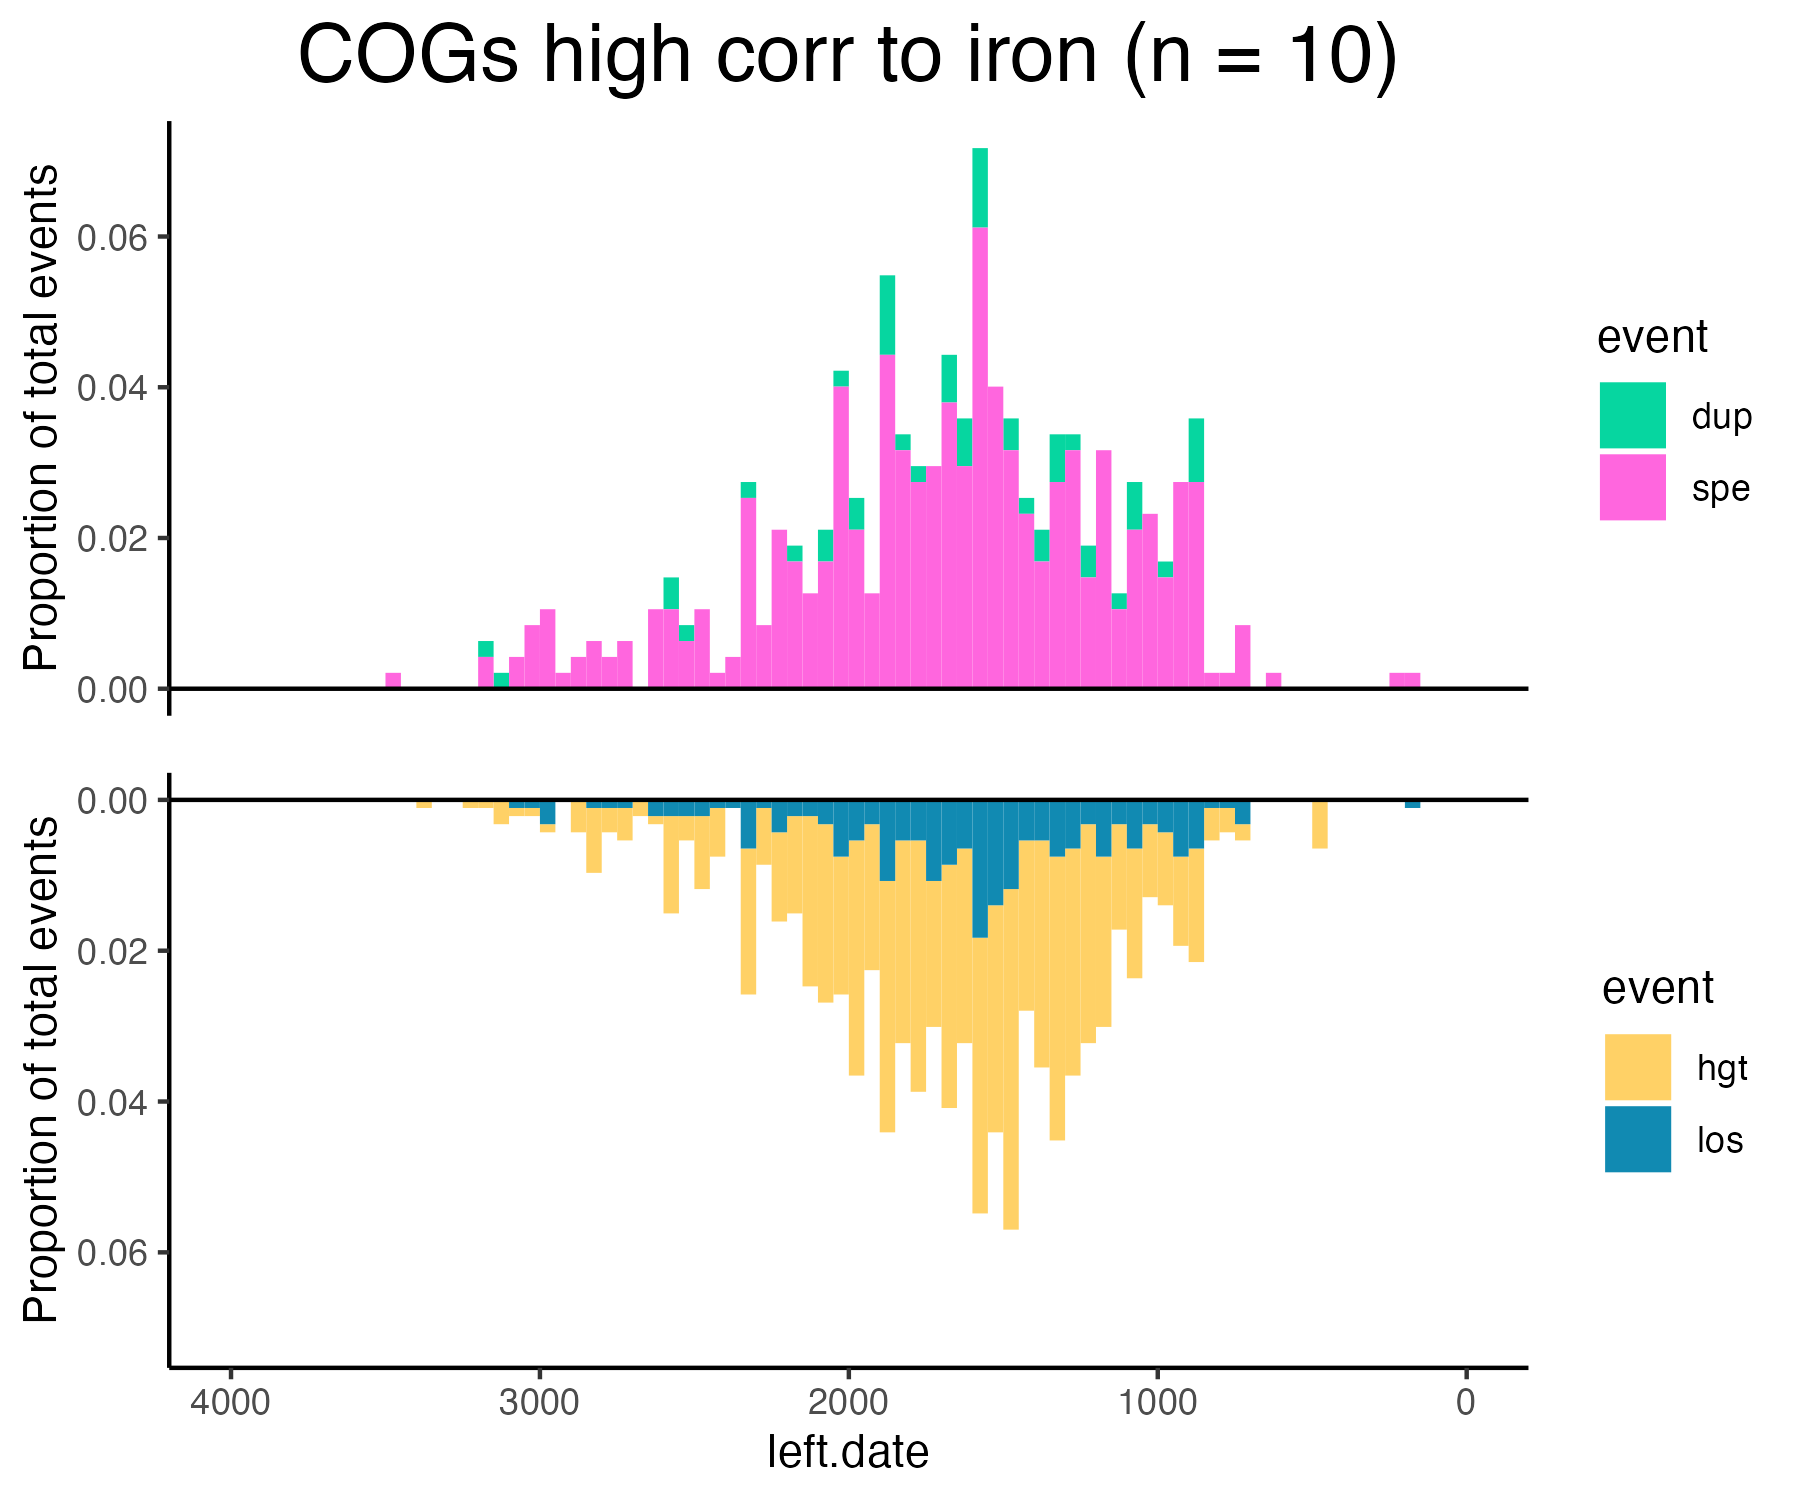 COGs high corr to iron (n = 10)
Proportion of total events
0.06
0.04
0.02
0.00
event
dup
spe
Proportion of total events
0.00
0.02
0.04
0.06
event
hgt
los
4000 3000 2000 1000 0
left.date